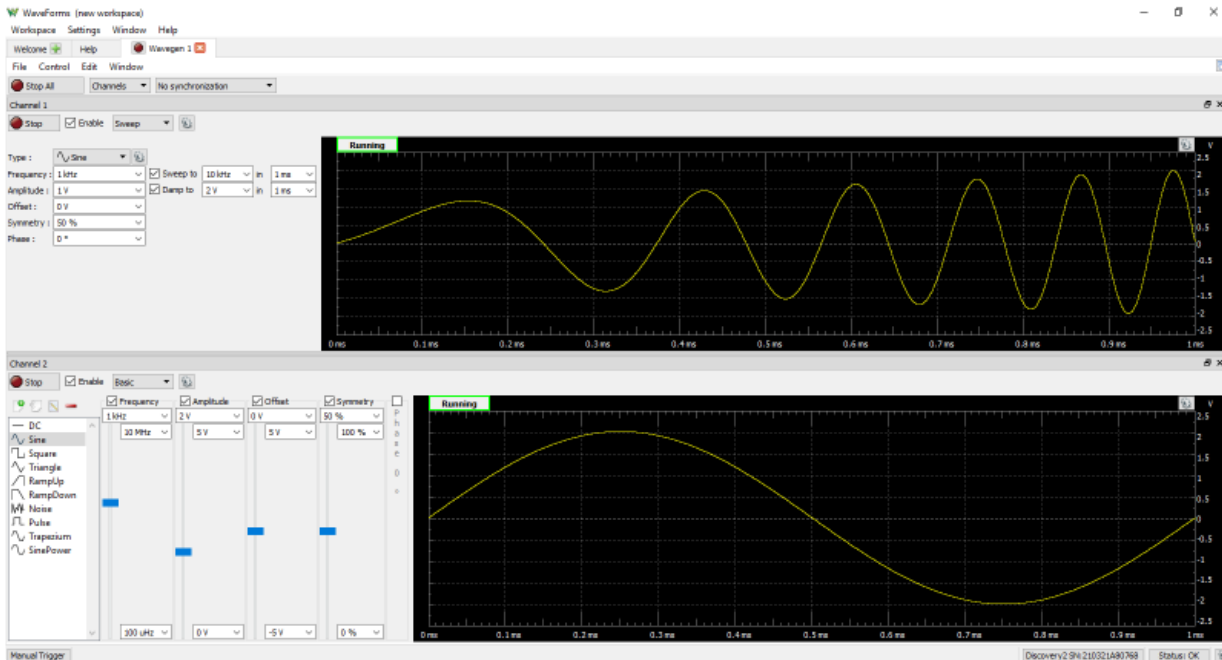 WaveForms (new workspace)
Workspace Settings Window Help
Welcome Help Wavegen 1
File Control Edit Window
Stop All Channels No synchronization
Channel 1
Stop Enable Sweep
Type : Sine
Frequency : 1 kHz Sweep to 10 kHz in 1 ms
Amplitude : 1 V Damp to 2 V in 1 ms
Offset : 0 V
Symmetry : 50 %
Phase : 0 °
Running V
2.5
2
1.5
1
0.5
0
-0.5
-1
-1.5
-2
-2.5
0 ms 0.1 ms 0.2 ms 0.3 ms 0.4 ms 0.5 ms 0.6 ms 0.7 ms 0.8 ms 0.9 ms 1 ms
Channel 2
Stop Enable Basic
Frequency Amplitude Offset Symmetry Phase 0 °
1 kHz 2 V 0 V 50 %
10 MHz 5 V 5 V 100 %
DC
Sine
Square
Triangle
RampUp
RampDown
Noise
Pulse
Trapezium
SinePower
100 uHz 0 V -5 V 0 %
Running V
2.5
2
1.5
1
0.5
0
-0.5
-1
-1.5
-2
-2.5
0 ms 0.1 ms 0.2 ms 0.3 ms 0.4 ms 0.5 ms 0.6 ms 0.7 ms 0.8 ms 0.9 ms 1 ms
Manual Trigger Discovery2 SN:210321A80768 Status: OK